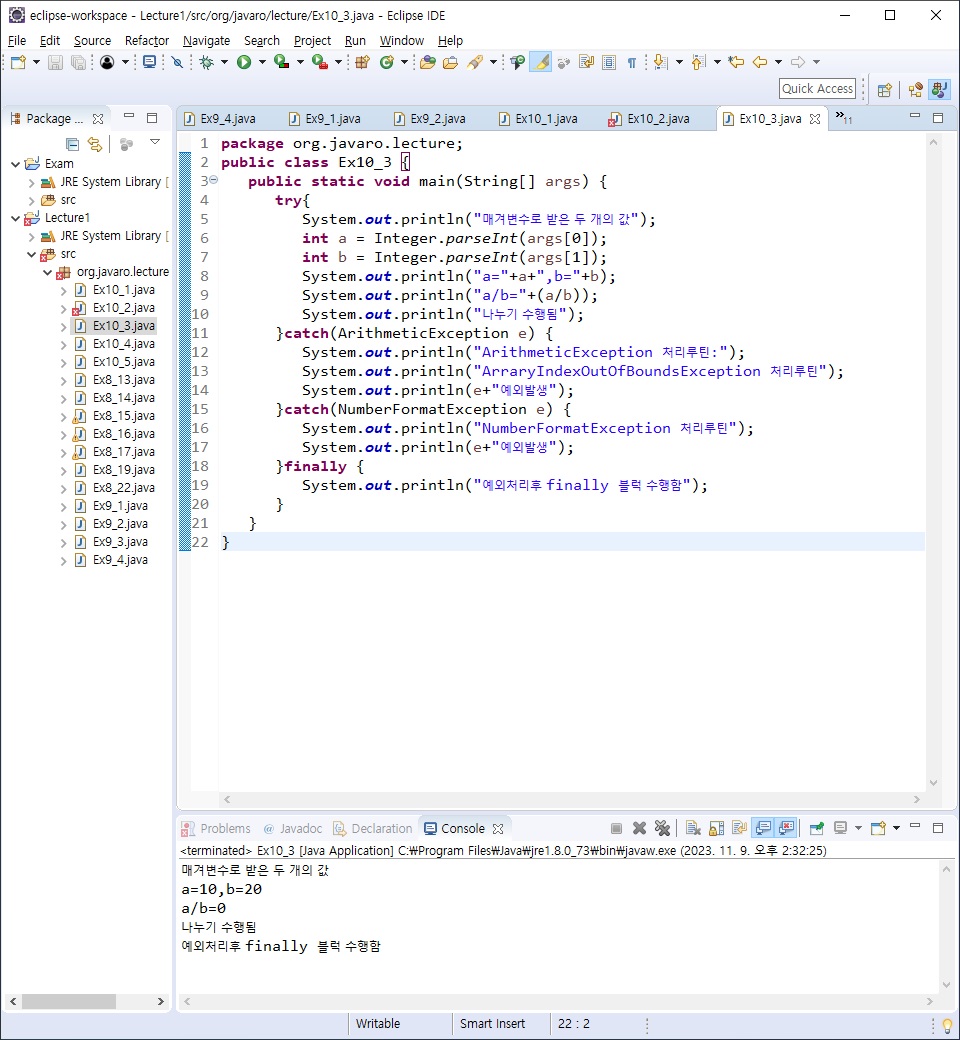 eclipse-workspace - Lecture1/src/org/javaro/lecture/Ex10_3.java - Eclipse IDE
File Edit Source Refactor Navigate Search Project Run Window Help
Quick Access
Package ...
Ex9_4.java Ex9_1.java Ex9_2.java Ex10_1.java Ex10_2.java Ex10_3.java »11
Exam
JRE System Library [
src
Lecture1
JRE System Library [
src
org.javaro.lecture
Ex10_1.java
Ex10_2.java
Ex10_3.java
Ex10_4.java
Ex10_5.java
Ex8_13.java
Ex8_14.java
Ex8_15.java
Ex8_16.java
Ex8_17.java
Ex8_19.java
Ex8_22.java
Ex9_1.java
Ex9_2.java
Ex9_3.java
Ex9_4.java
1 package org.javaro.lecture;
2 public class Ex10_3 {
3 public static void main(String[] args) {
4 try{
5 System.out.println("매겨변수로 받은 두 개의 값");
6 int a = Integer.parseInt(args[0]);
7 int b = Integer.parseInt(args[1]);
8 System.out.println("a="+a+",b="+b);
9 System.out.println("a/b="+(a/b));
10 System.out.println("나누기 수행됨");
11 }catch(ArithmeticException e) {
12 System.out.println("ArithmeticException 처리루틴:");
13 System.out.println("ArraryIndexOutOfBoundsException 처리루틴");
14 System.out.println(e+"예외발생");
15 }catch(NumberFormatException e) {
16 System.out.println("NumberFormatException 처리루틴");
17 System.out.println(e+"예외발생");
18 }finally {
19 System.out.println("예외처리후 finally 블럭 수행함");
20 }
21 }
22 }
Problems @ Javadoc Declaration Console
<terminated> Ex10_3 [Java Application] C:₩Program Files₩Java₩jre1.8.0_73₩bin₩javaw.exe (2023. 11. 9. 오후 2:32:25)
매겨변수로 받은 두 개의 값
a=10,b=20
a/b=0
나누기 수행됨
예외처리후 finally 블럭 수행함
Writable Smart Insert 22 : 2